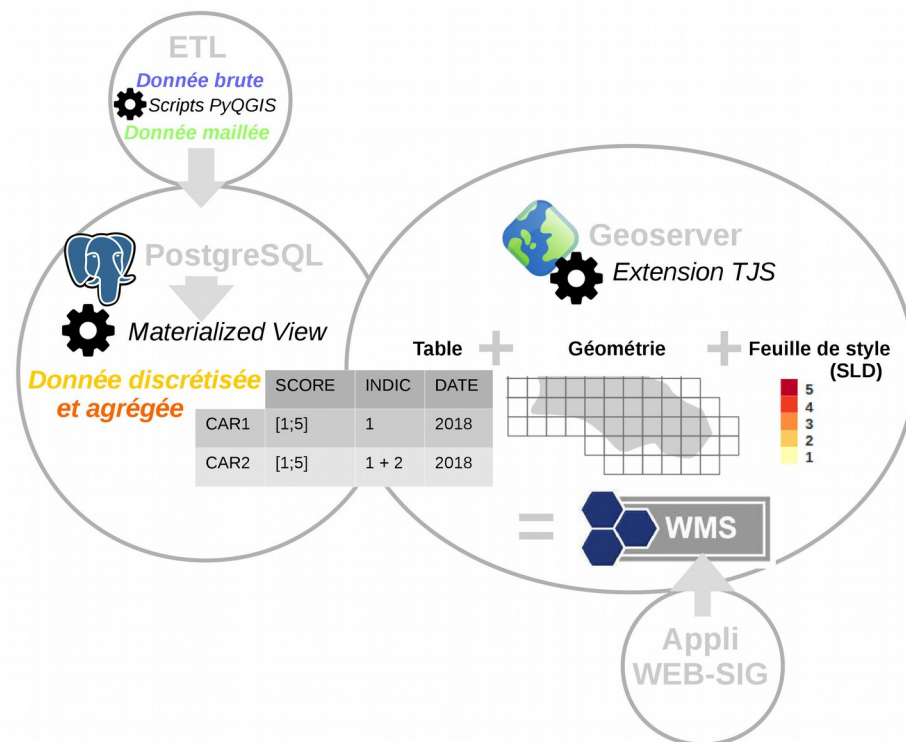 ETL
Donnée brute
Scripts PyQGIS
Donnée maillée
PostgreSQL
Materialized View
Donnée discrétisée
et agrégée
SCORE INDIC DATE
CAR1 [1;5] 1 2018
CAR2 [1;5] 1 + 2 2018
Geoserver
Extension TJS
Table + Géométrie + Feuille de style
(SLD)
5
4
3
2
1
= WMS
Appli
WEB-SIG